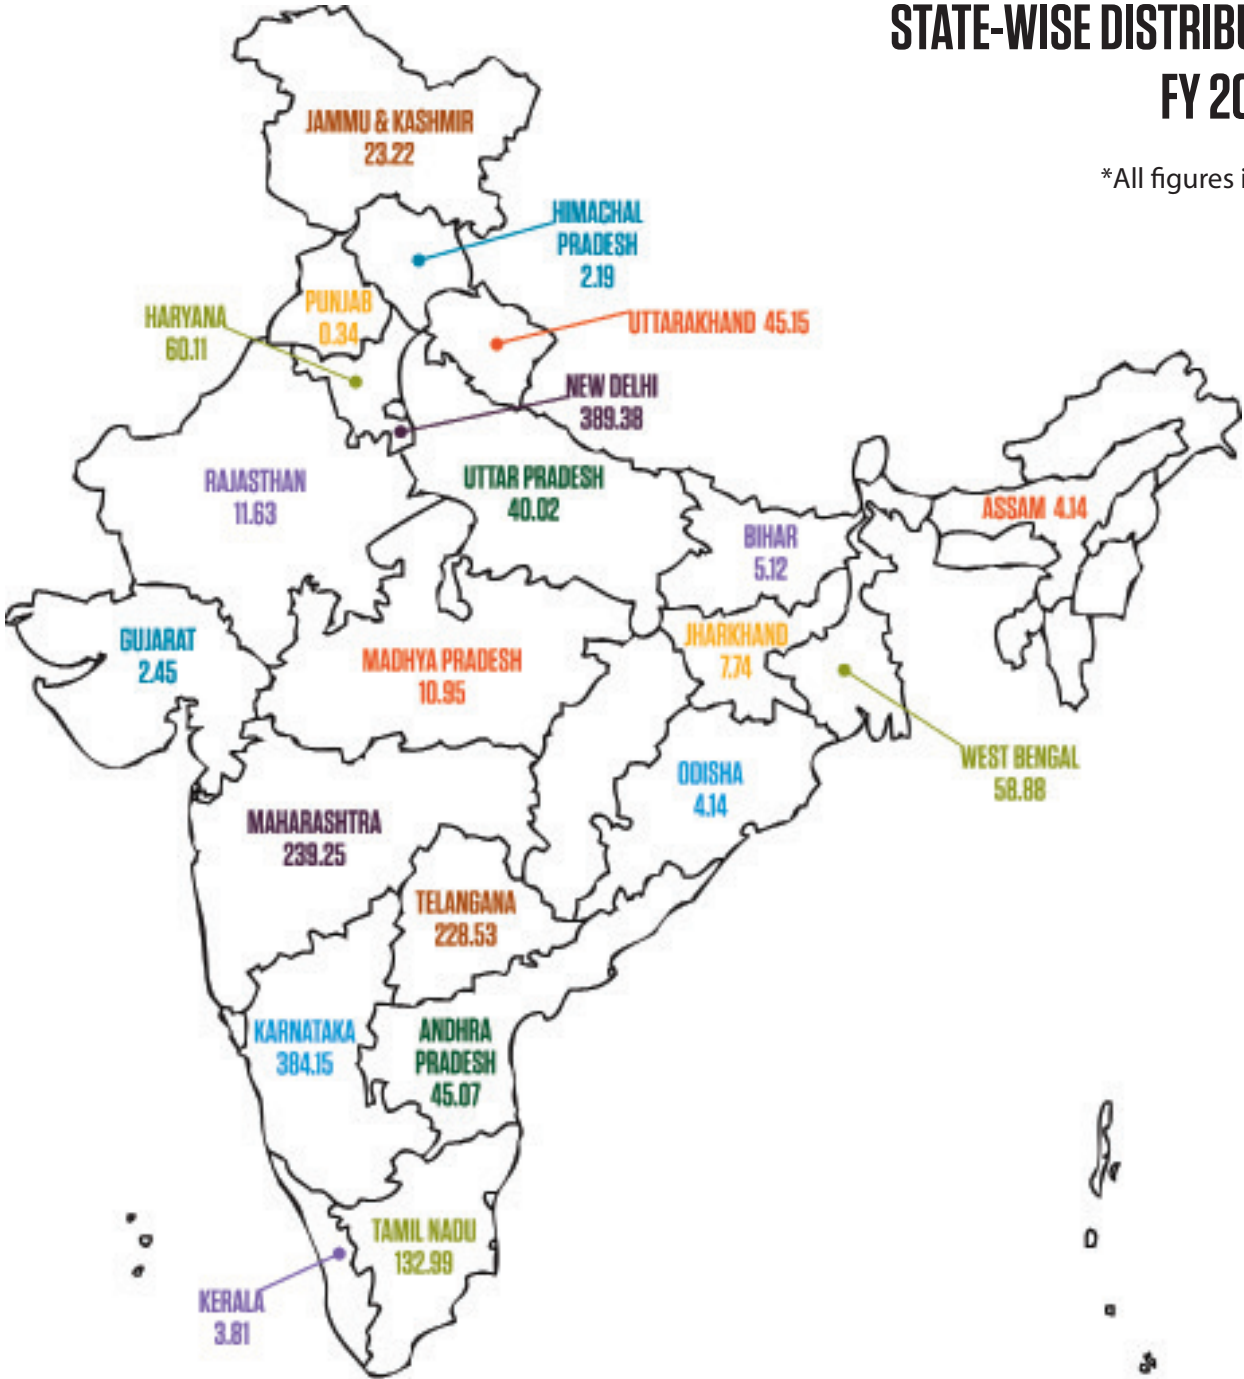 STATE-WISE DISTRIBU
FY 20
*All figures i
JAMMU & KASHMIR
23.22
HIMACHAL
PRADESH
2.19
PUNJAB
0.34
HARYANA
60.11
UTTARAKHAND 45.15
NEW DELHI
389.38
RAJASTHAN
11.63
UTTAR PRADESH
40.02
ASSAM 4.14
BIHAR
5.12
GUJARAT
2.45
MADHYA PRADESH
10.95
JHARKHAND
7.74
WEST BENGAL
58.88
ODISHA
4.14
MAHARASHTRA
239.25
TELANGANA
228.53
KARNATAKA
384.15
ANDHRA
PRADESH
45.07
TAMIL NADU
132.99
KERALA
3.81